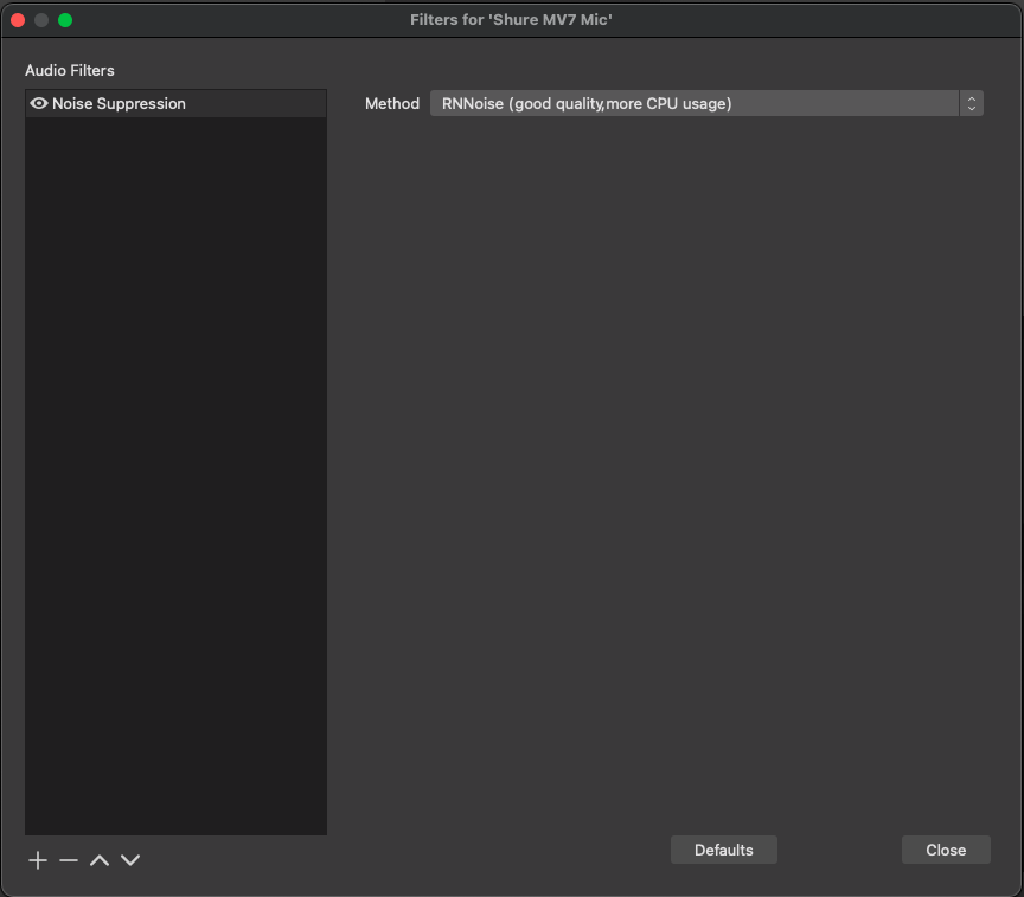 Filters for 'Shure MV7 Mic'
Audio Filters
Noise Suppression
Method RNNoise (good quality,more CPU usage)
Defaults Close